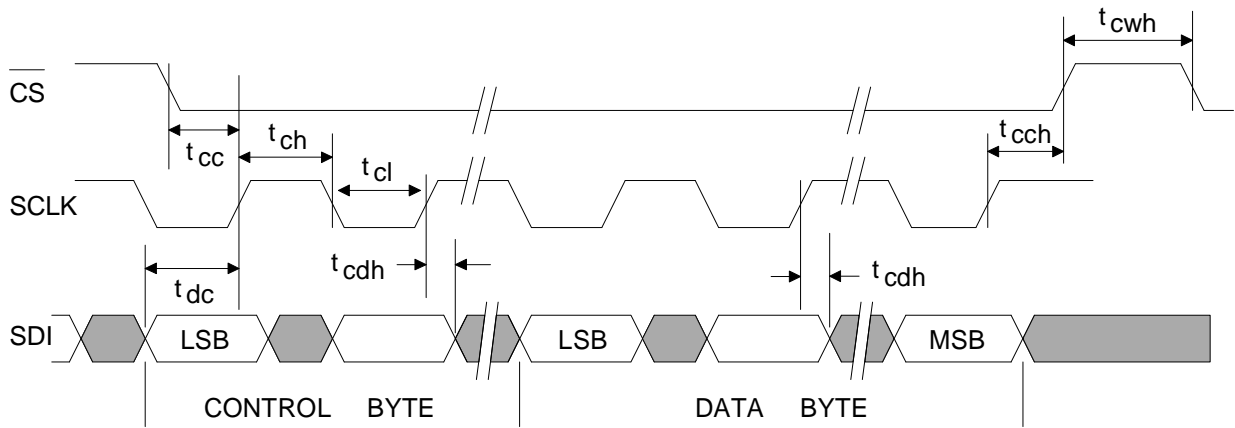 t cwh
CS
t cc
t ch
t cch
t cl
SCLK
t cdh
t cdh
t dc
SDI
LSB
LSB
MSB
CONTROL BYTE
DATA BYTE